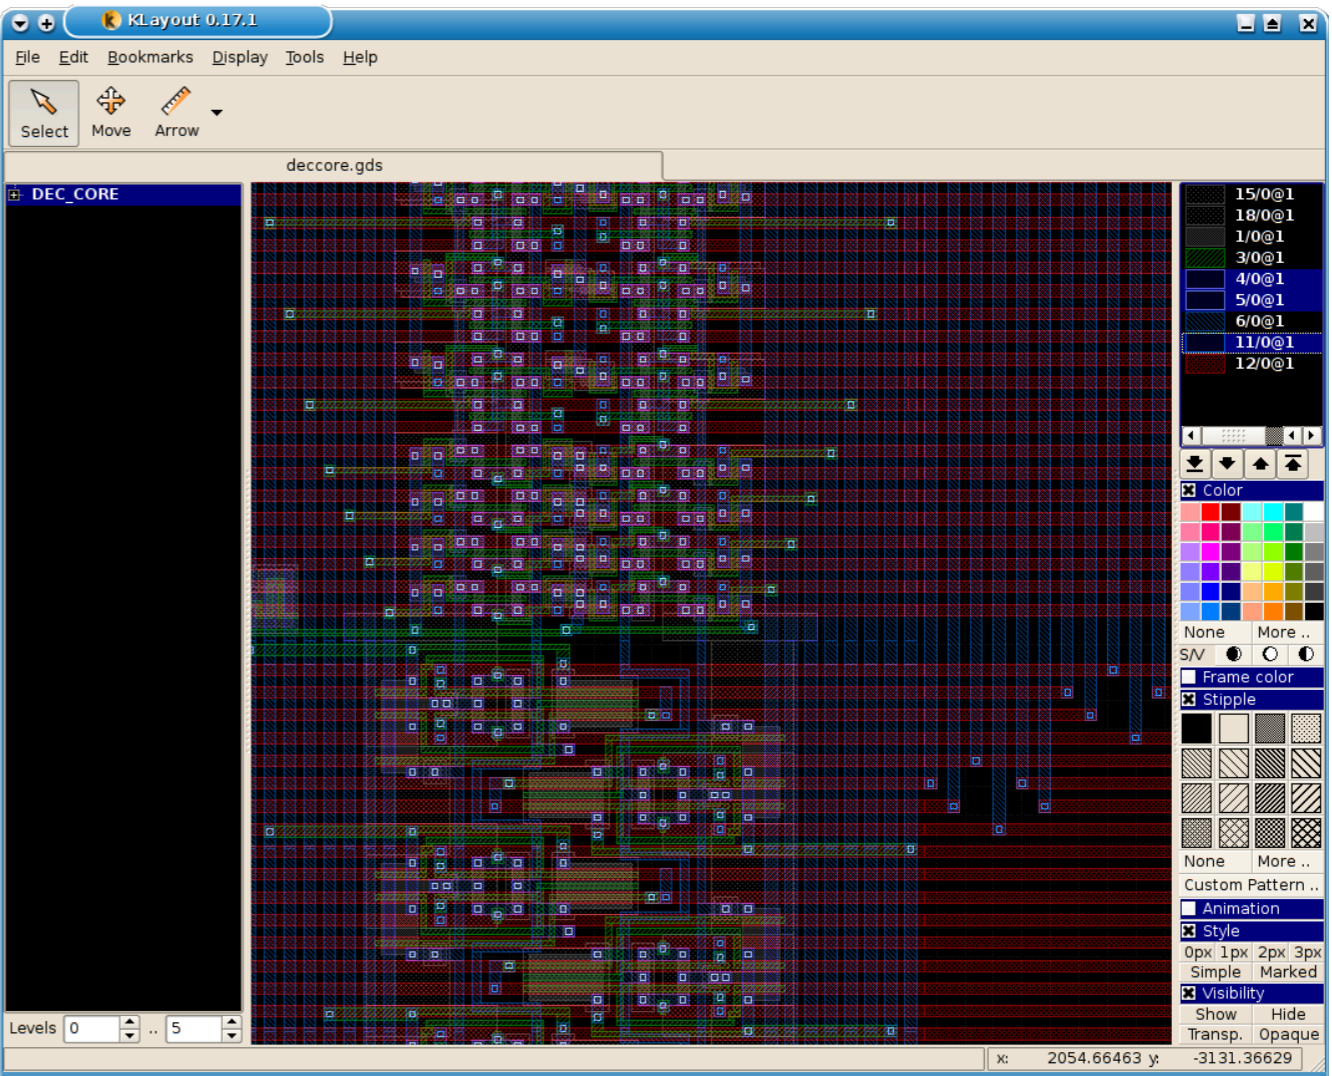 KLayout 0.17.1
File Edit Bookmarks Display Tools Help
Select Move Arrow
deccore.gds
DEC_CORE
15/0@1
18/0@1
1/0@1
3/0@1
4/0@1
5/0@1
6/0@1
11/0@1
12/0@1
Color
None More ..
S/V
Frame color
Stipple
None More ..
Custom Pattern ..
Animation
Style
0px 1px 2px 3px
Simple Marked
Visibility
Show Hide
Transp. Opaque
Levels 0 .. 5
x: 2054.66463 y: -3131.36629